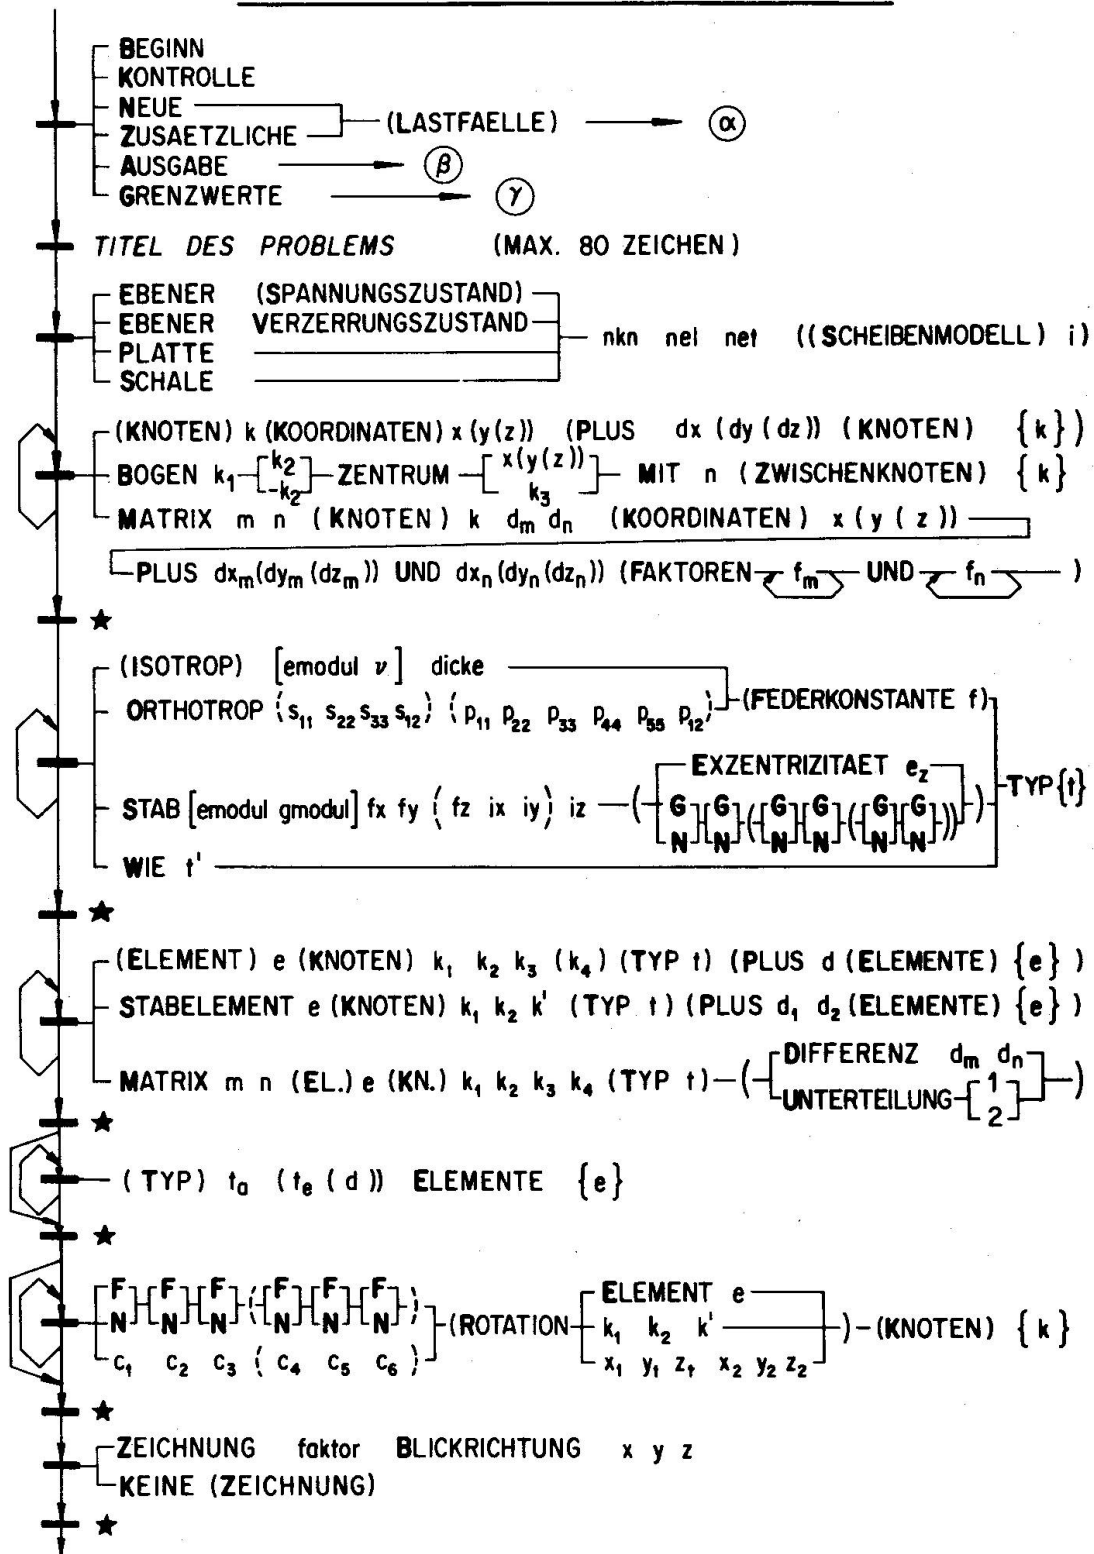 BEGINN
KONTROLLE
NEUE
ZUSAETZLICHE
(LASTFAELLE) α
AUSGABE β
GRENZWERTE γ
TITEL DES PROBLEMS (MAX. 80 ZEICHEN)
EBENER (SPANNUNGSZUSTAND)
EBENER VERZERRUNGSZUSTAND
PLATTE
SCHALE
nkn nel net ((SCHEIBENMODELL) i)
(KNOTEN) k (KOORDINATEN) x (y(z)) (PLUS dx (dy (dz)) (KNOTEN) {k})
BOGEN k₁ k₂ -k₂ ZENTRUM x(y(z)) k₃ MIT n (ZWISCHENKNOTEN) {k}
MATRIX m n (KNOTEN) k dₘ dₙ (KOORDINATEN) x (y (z))
PLUS dxₘ(dyₘ(dzₘ)) UND dxₙ(dyₙ(dzₙ)) (FAKTOREN fₘ UND fₙ)
★
(ISOTROP) [emodul ν] dicke
ORTHOTROP (s₁₁ s₂₂ s₃₃ s₁₂) (p₁₁ p₂₂ p₃₃ p₄₄ p₅₅ p₁₂) (FEDERKONSTANTE f)
EXZENTRIZITAET e_z
TYP{t}
STAB [emodul gmodul] fx fy (fz ix iy) iz
( G G ( G G ( G G )) )
N N N N N N
WIE t'
★
(ELEMENT) e (KNOTEN) k₁ k₂ k₃ (k₄) (TYP t) (PLUS d (ELEMENTE) {e})
STABELEMENT e (KNOTEN) k₁ k₂ k' (TYP t) (PLUS d₁ d₂ (ELEMENTE) {e})
DIFFERENZ dₘ dₙ
MATRIX m n (EL.) e (KN.) k₁ k₂ k₃ k₄ (TYP t) ( )
UNTERTEILUNG 1 2
★
(TYP) tₐ (tₑ (d)) ELEMENTE {e}
★
F F F ( F F F )
N N N N N N
c₁ c₂ c₃ (c₄ c₅ c₆)
(ROTATION
ELEMENT e
k₁ k₂ k'
x₁ y₁ z₁ x₂ y₂ z₂
) (KNOTEN) {k}
★
ZEICHNUNG faktor BLICKRICHTUNG x y z
KEINE (ZEICHNUNG)
★